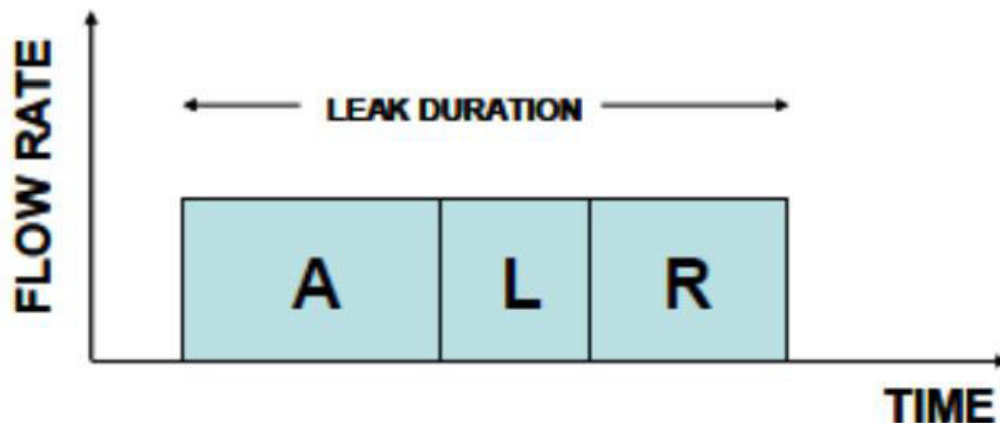 FLOW RATE
LEAK DURATION
A
L
R
TIME